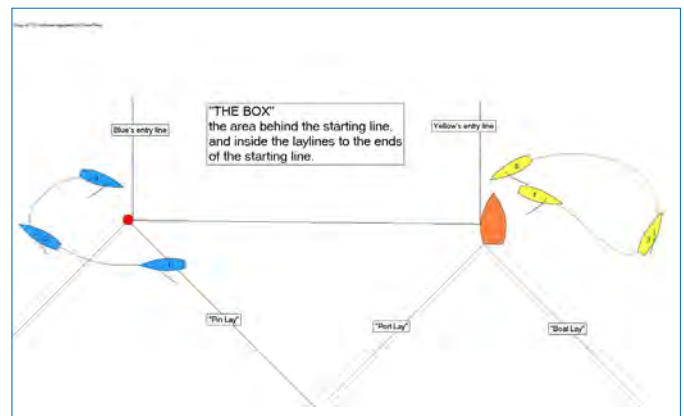 Blue's entry line
"THE BOX"
the area behind the starting line,
and inside the laylines to the ends
of the starting line.
Yellow's entry line
"Pin Lay"
"Port Lay"
"Boat Lay"